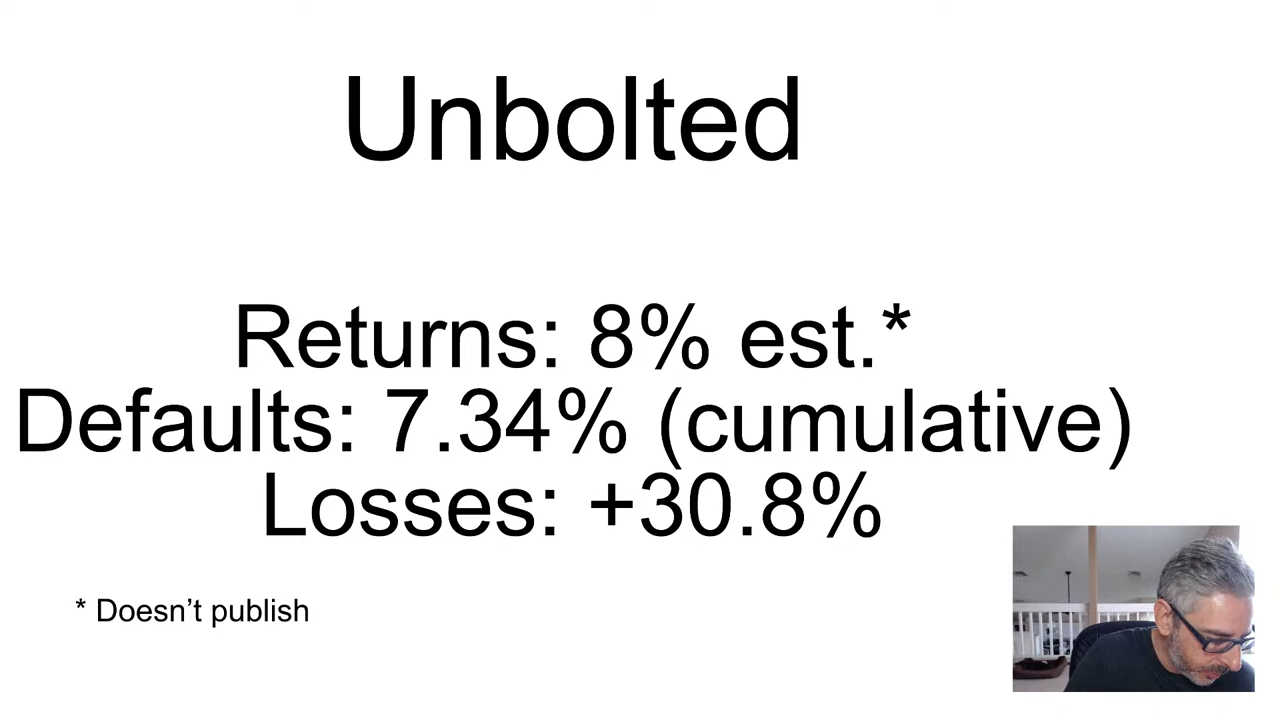 Unbolted
Returns: 8% est.*
Defaults: 7.34% (cumulative)
Losses: +30.8%
* Doesn’t publish